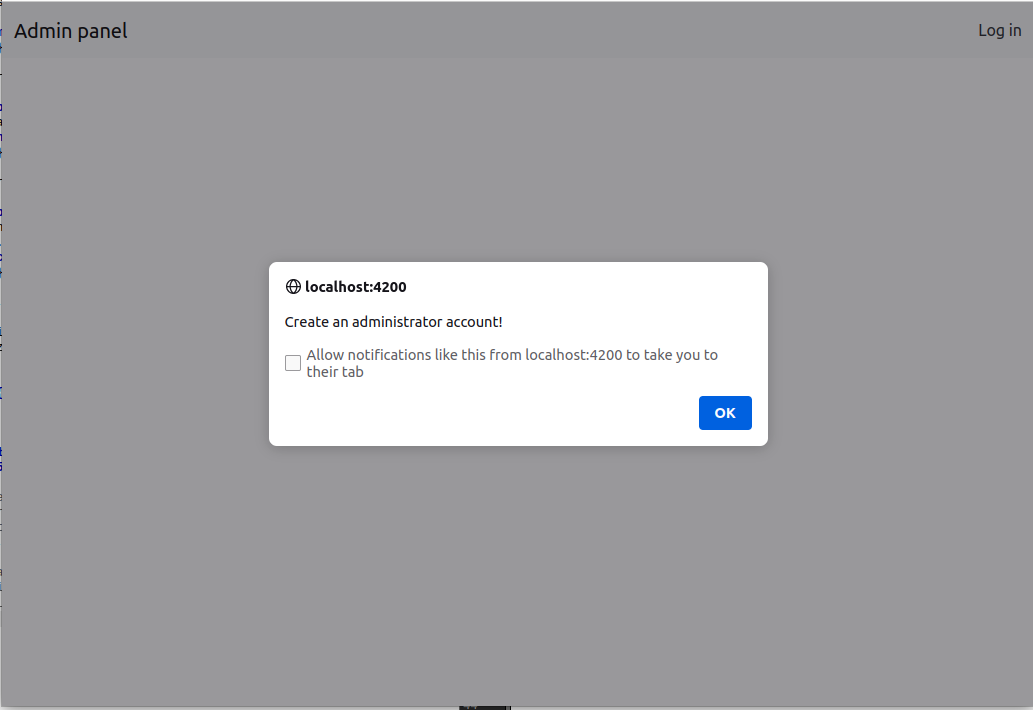 Admin panel
Log in
localhost:4200
Create an administrator account!
Allow notifications like this from localhost:4200 to take you to
their tab
OK